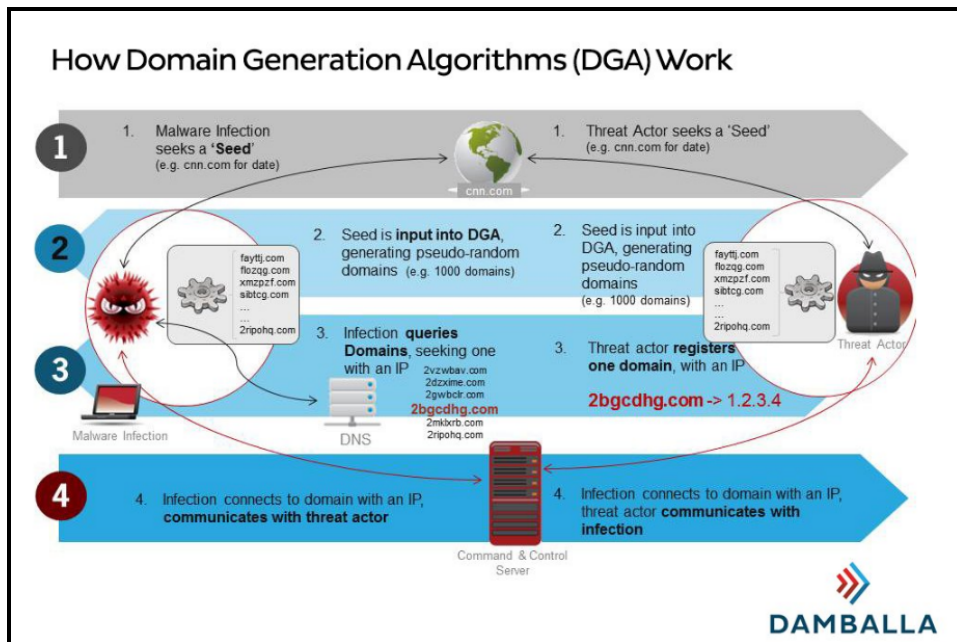 How Domain Generation Algorithms (DGA) Work
1
1. Malware Infection
seeks a 'Seed'
(e.g. cnn.com for date)
cnn.com
1. Threat Actor seeks a 'Seed'
(e.g. cnn.com for date)
2
fayttj.com
flozqg.com
xmzpzf.com
sibtcg.com
...
...
2ripohq.com
2. Seed is input into DGA,
generating pseudo-random
domains (e.g. 1000 domains)
2. Seed is input into
DGA, generating
pseudo-random
domains
(e.g. 1000 domains)
fayttj.com
flozqg.com
xmzpzf.com
sibtcg.com
...
...
2ripohq.com
Threat Actor
3
Malware Infection
3. Infection queries
Domains, seeking one
with an IP
2vzwbav.com
2dzxime.com
2gwbclr.com
2bgcdhg.com
2mklxrb.com
2ripohq.com
DNS
3. Threat actor registers
one domain, with an IP
2bgcdhg.com -> 1.2.3.4
4
4. Infection connects to domain with an IP,
communicates with threat actor
Command & Control
Server
4. Infection connects to domain with an IP,
threat actor communicates with
infection
DAMBALLA